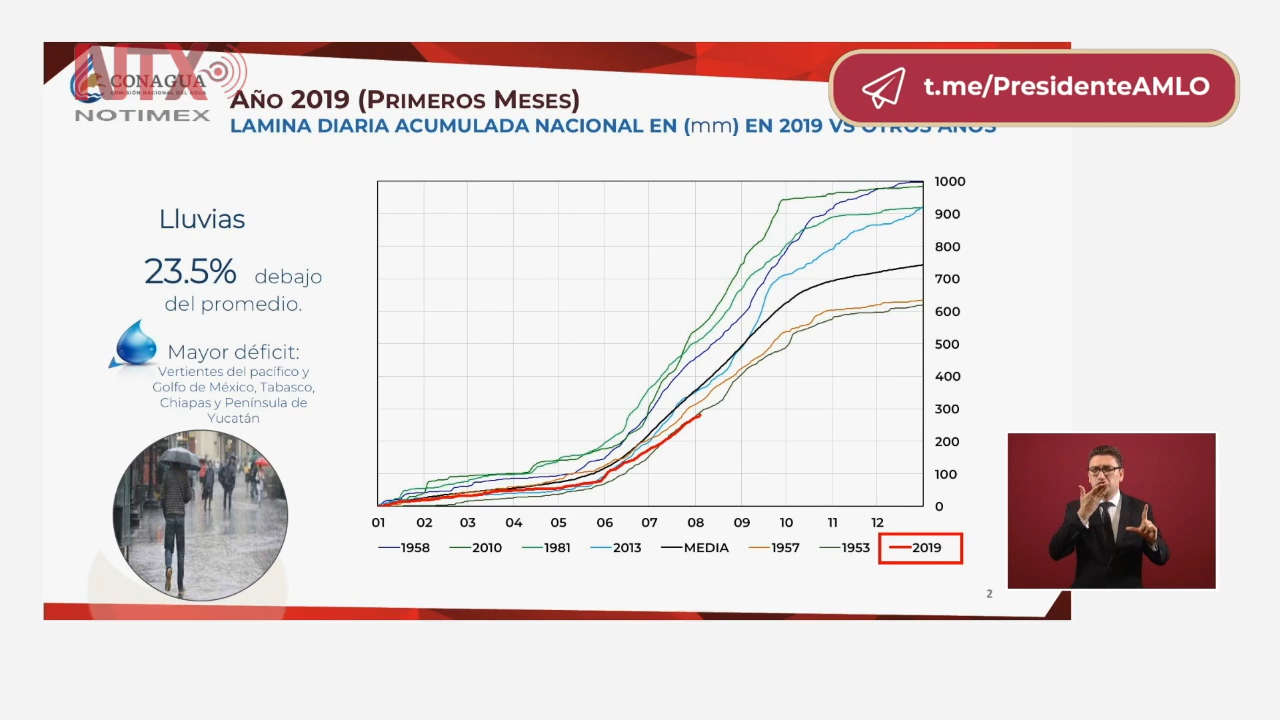 AITX
CONAGUA
COMISIÓN NACIONAL DEL AGUA
NOTIMEX
t.me/PresidenteAMLO
AÑO 2019 (PRIMEROS MESES)
LAMINA DIARIA ACUMULADA NACIONAL EN (mm) EN 2019 VS OTROS AÑOS
Lluvias
23.5% debajo
del promedio.
Mayor déficit:
Vertientes del pacífico y
Golfo de México, Tabasco,
Chiapas y Península de
Yucatán
1000
900
800
700
600
500
400
300
200
100
0
01 02 03 04 05 06 07 08 09 10 11 12
1958 2010 1981 2013 MEDIA 1957 1953 2019
2